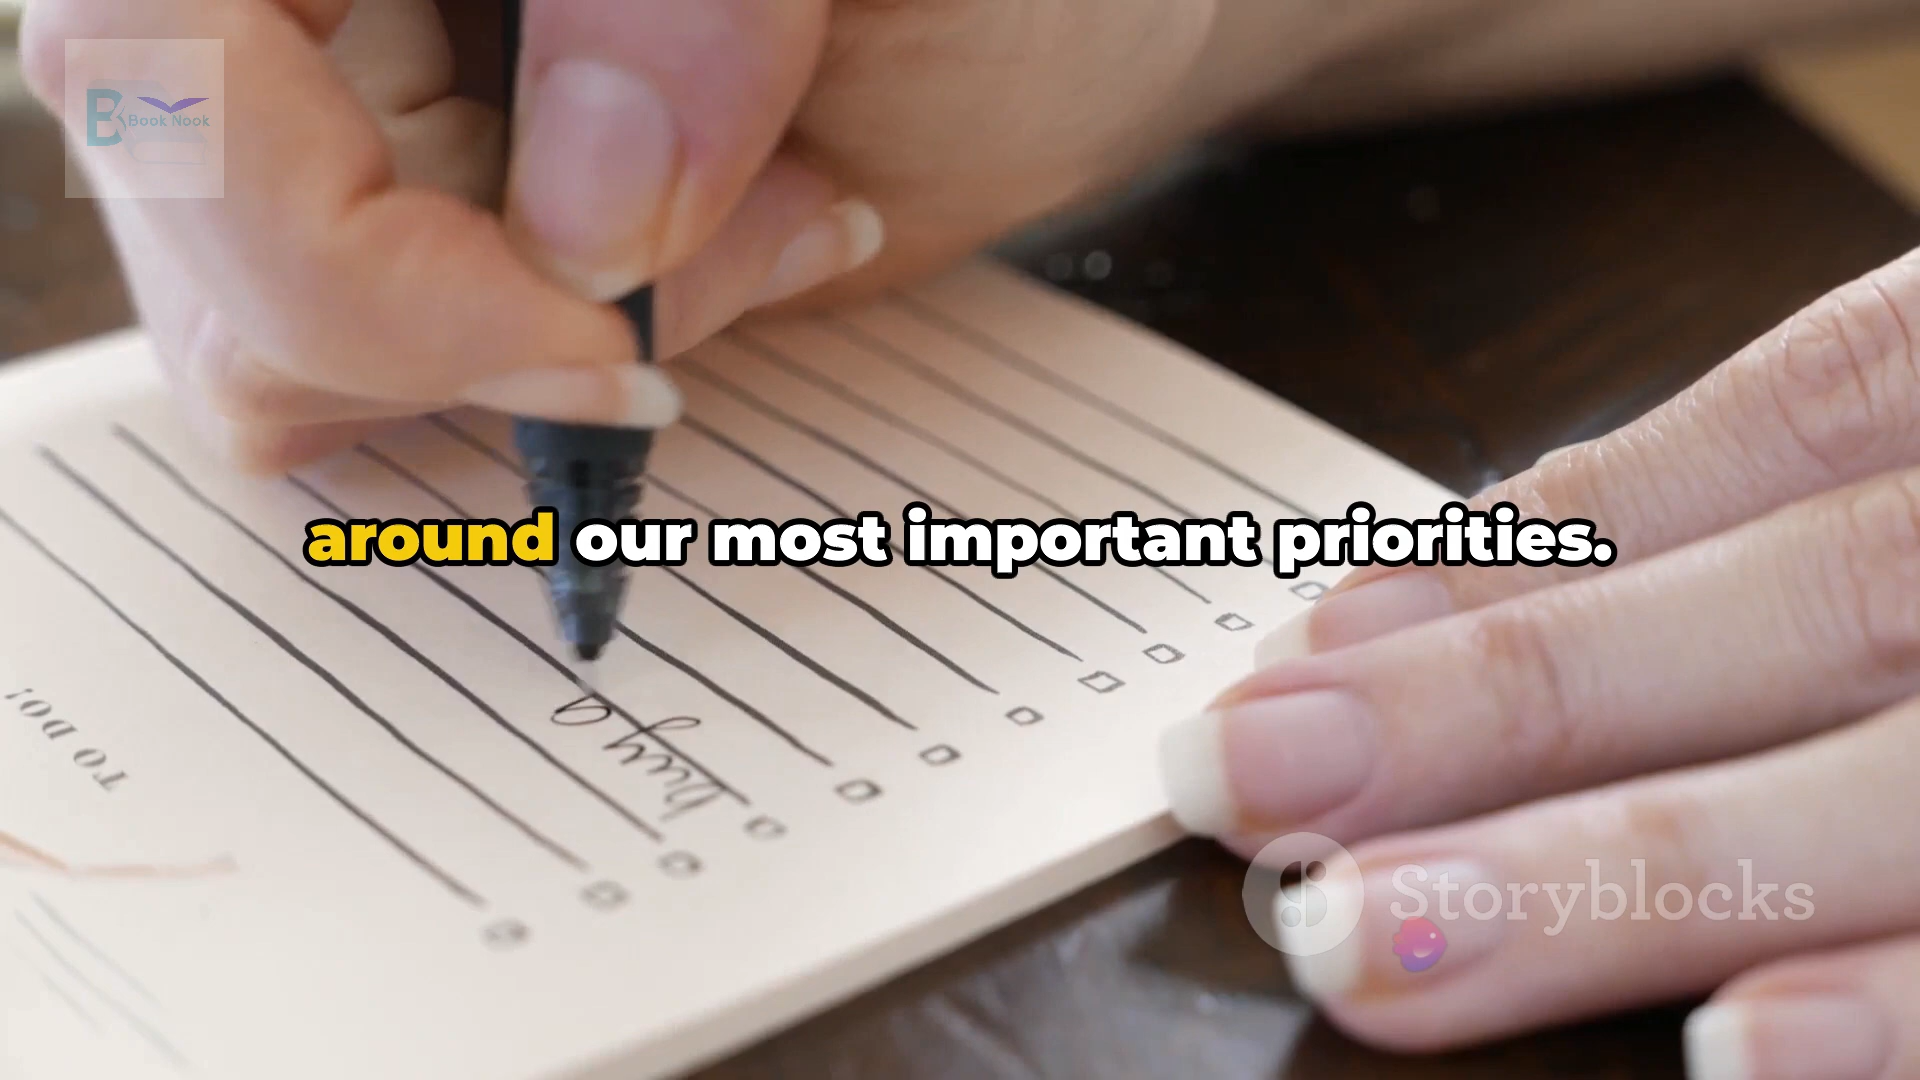 Book Nook
around our most important priorities.
buy a
TO DO!
Storyblocks